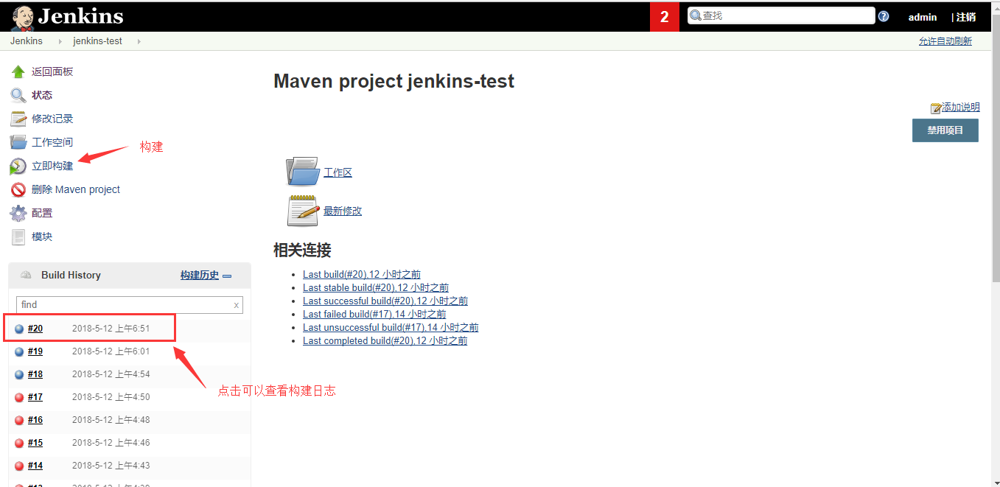 Jenkins
2
查找
admin
| 注销
Jenkins
jenkins-test
允许自动刷新
返回面板
状态
修改记录
工作空间
立即构建
构建
删除 Maven project
配置
模块
Maven project jenkins-test
添加说明
禁用项目
工作区
最新修改
相关连接
Last build(#20),12 小时之前
Last stable build(#20),12 小时之前
Last successful build(#20),12 小时之前
Last failed build(#17),14 小时之前
Last unsuccessful build(#17),14 小时之前
Last completed build(#20),12 小时之前
Build History
构建历史
find
x
#20 2018-5-12 上午6:51
#19 2018-5-12 上午6:01
#18 2018-5-12 上午4:54
点击可以查看构建日志
#17 2018-5-12 上午4:50
#16 2018-5-12 上午4:48
#15 2018-5-12 上午4:46
#14 2018-5-12 上午4:43